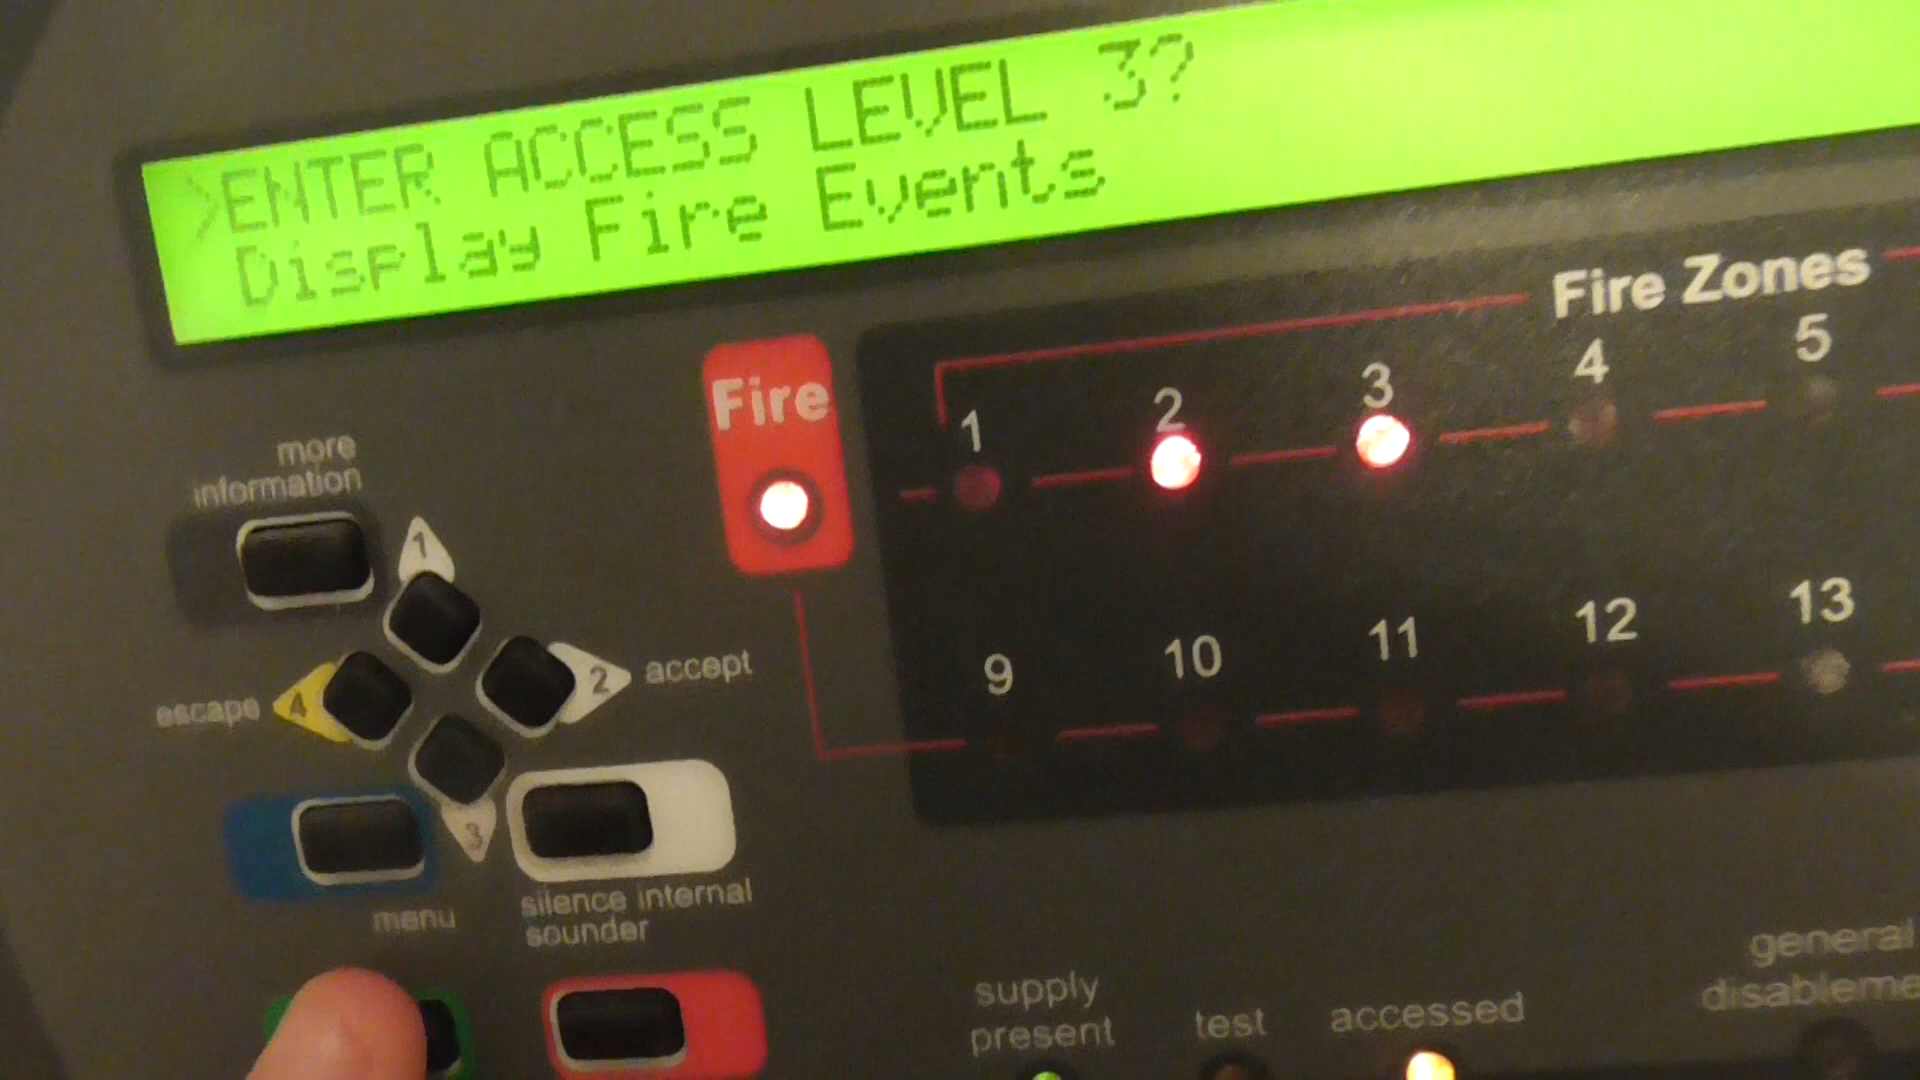 >ENTER ACCESS LEVEL 3?
Display Fire Events
Fire Zones
Fire
1 2 3 4 5
9 10 11 12 13
more
information
1
escape 4
2 accept
3
menu
silence internal
sounder
supply
present
test
accessed
general